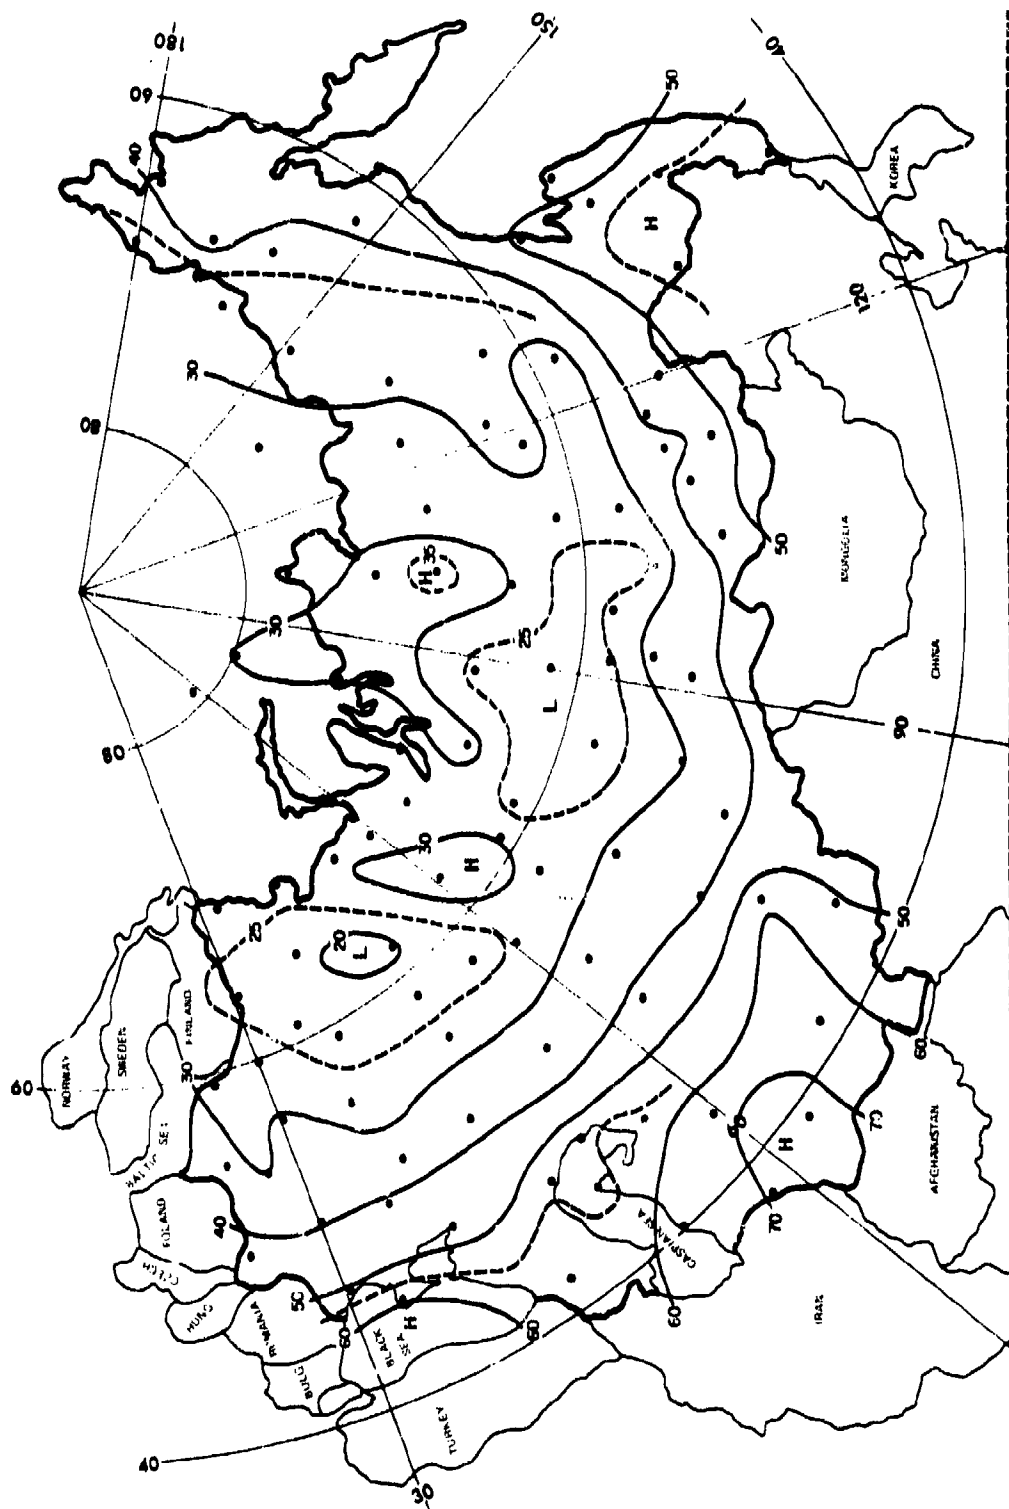 180
150
40
60
50
40
KOREA
H
120
30
80
H
35
MONGOLIA
30
25
50
CHINA
L
90
80
30
H
50
25
20
L
60
NORWAY
SWEDEN
FINLAND
30
60
70
AFGHANISTAN
H
BALTIC SEA
POLAND
40
70
CASPIAN SEA
CZECH
HUNG
50
60
RUMANIA
H
60
60
BLACK
SEA
IRAN
BULG
TURKEY
40
30